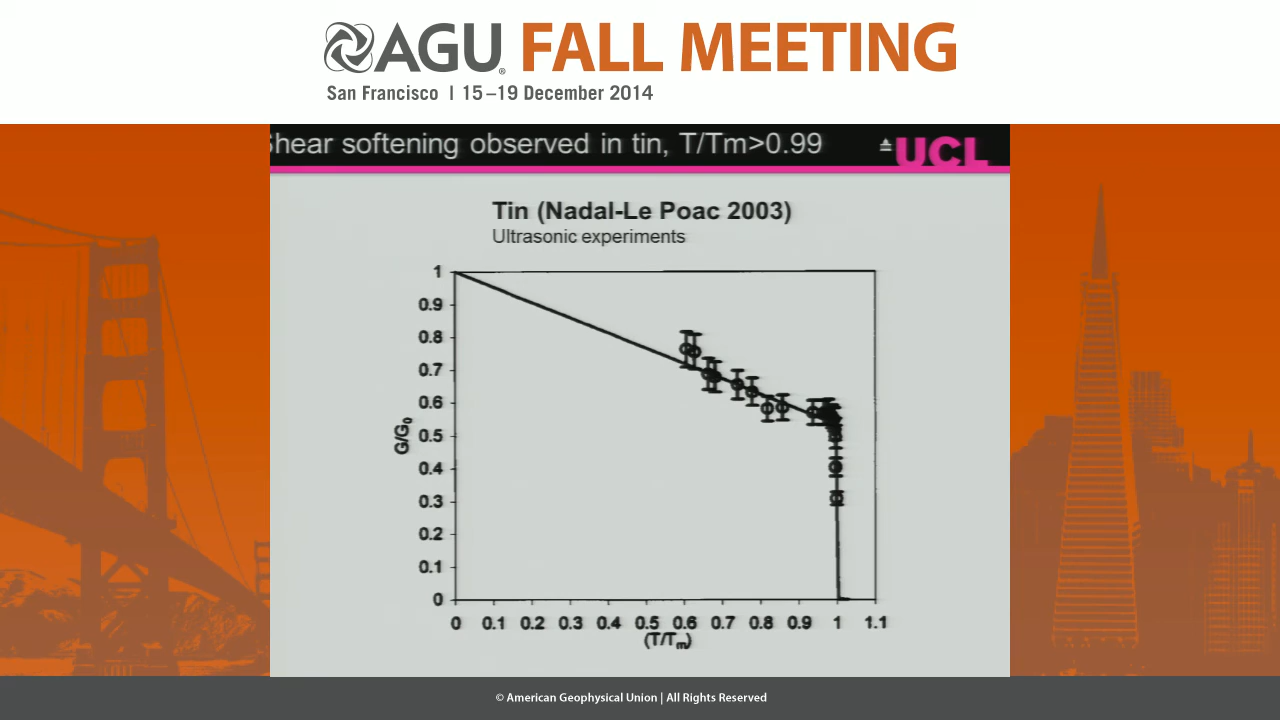 AGU® FALL MEETING
San Francisco | 15–19 December 2014
Shear softening observed in tin, T/Tm>0.99
UCL
Tin (Nadal-Le Poac 2003)
Ultrasonic experiments
1
0.9
0.8
0.7
0.6
0.5
0.4
0.3
0.2
0.1
0
G/G₀
0 0.1 0.2 0.3 0.4 0.5 0.6 0.7 0.8 0.9 1 1.1
(T/Tₘ)
© American Geophysical Union | All Rights Reserved